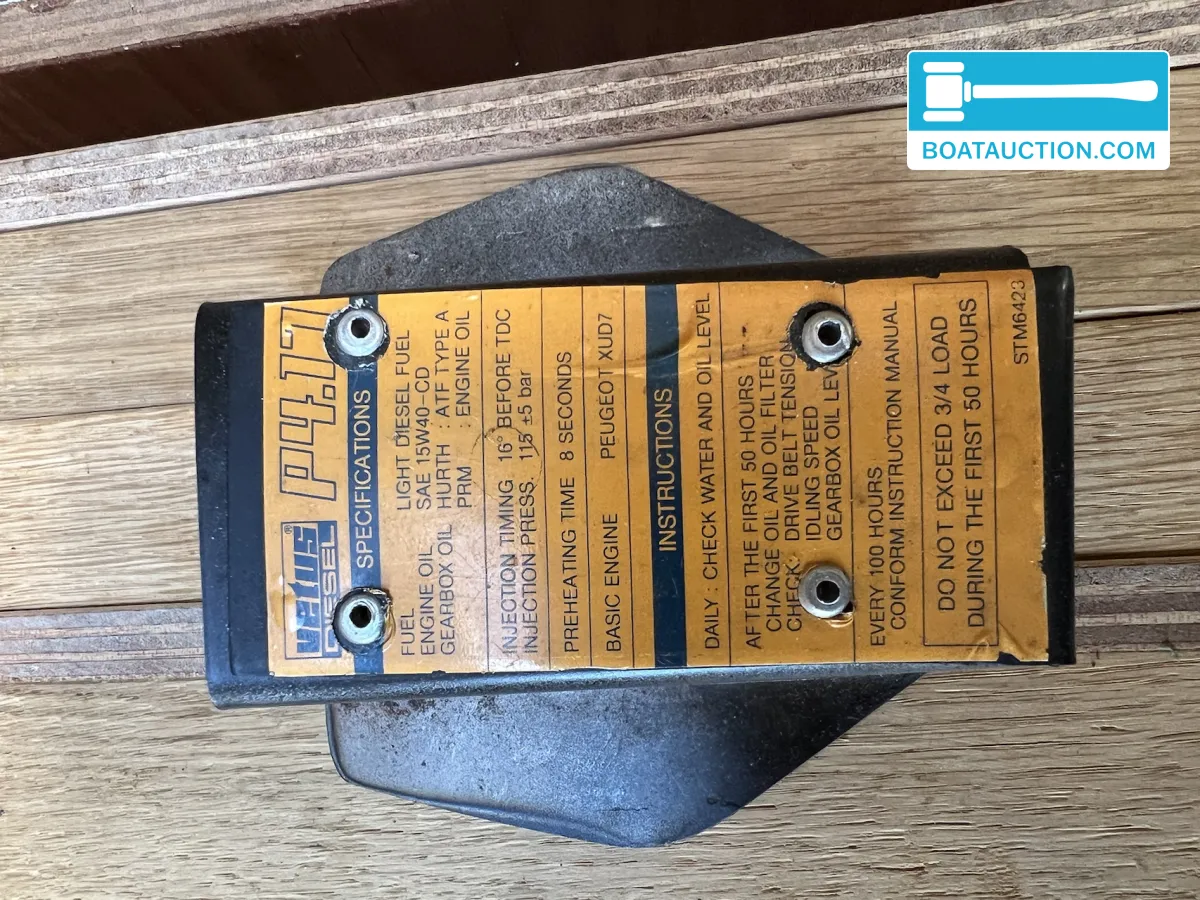 BOATAUCTION.COM
vetus® P4.17
DIESEL
SPECIFICATIONS
FUEL LIGHT DIESEL FUEL
ENGINE OIL SAE 15W40-CD
GEARBOX OIL HURTH : ATF TYPE A
PRM : ENGINE OIL
INJECTION TIMING 16° BEFORE TDC
INJECTION PRESS. 115 ±5 bar
PREHEATING TIME 8 SECONDS
BASIC ENGINE PEUGEOT XUD7
INSTRUCTIONS
DAILY : CHECK WATER AND OIL LEVEL
AFTER THE FIRST 50 HOURS
CHANGE OIL AND OIL FILTER
CHECK: DRIVE BELT TENSION
IDLING SPEED
GEARBOX OIL LEVEL
EVERY 100 HOURS
CONFORM INSTRUCTION MANUAL
DO NOT EXCEED 3/4 LOAD
DURING THE FIRST 50 HOURS
STM6423